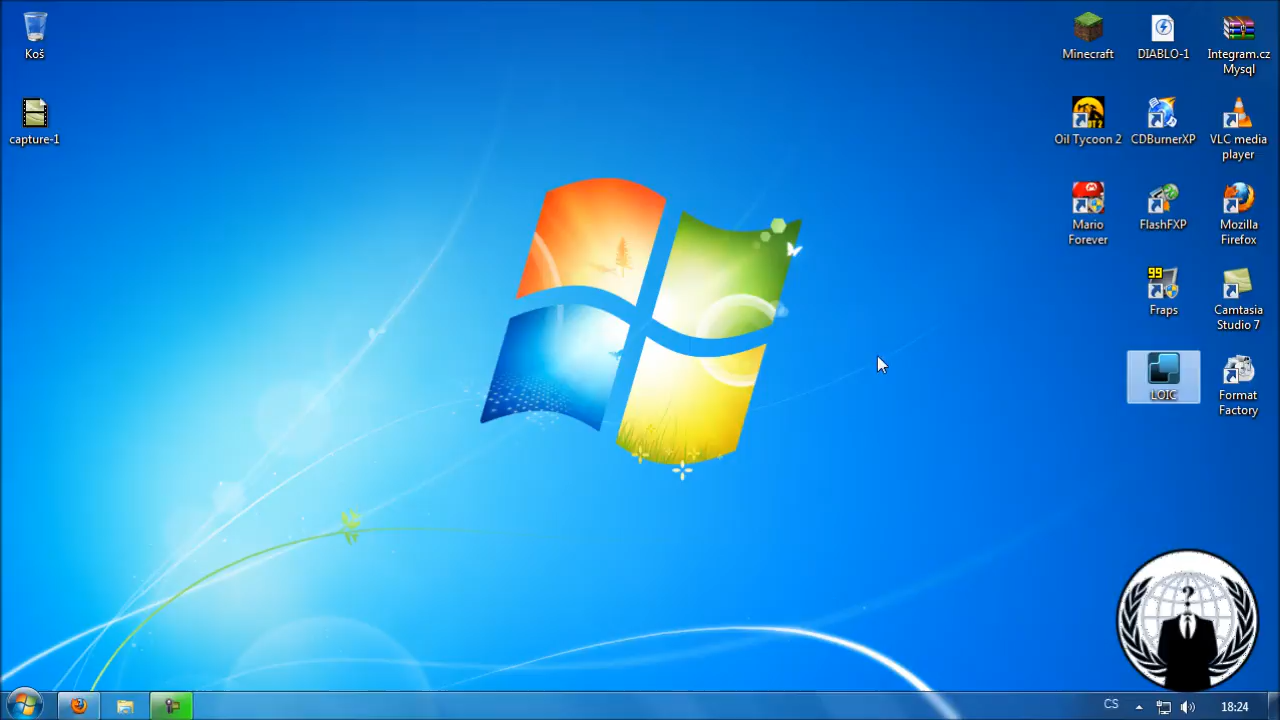 Koš
capture-1
Minecraft
DIABLO-1
Integram.cz
Mysql
Oil Tycoon 2
CDBurnerXP
VLC media
player
Mario
Forever
FlashFXP
Mozilla
Firefox
99
Fraps
Camtasia
Studio 7
LOIC
Format
Factory
?
CS
18:24